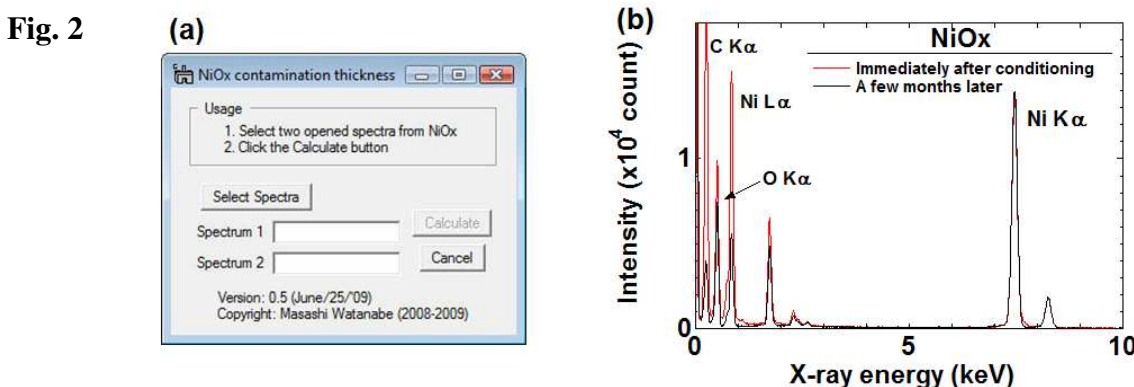 Fig. 2
(a)
NiOx contamination thickness
Usage
1. Select two opened spectra from NiOx
2. Click the Calculate button
Select Spectra
Spectrum 1
Calculate
Spectrum 2
Cancel
Version: 0.5 (June/25/'09)
Copyright: Masashi Watanabe (2008-2009)
(b)
NiOx
Immediately after conditioning
A few months later
C Kα
Ni Lα
O Kα
Ni Kα
Intensity (x10⁴ count)
1
0
0
5
10
X-ray energy (keV)